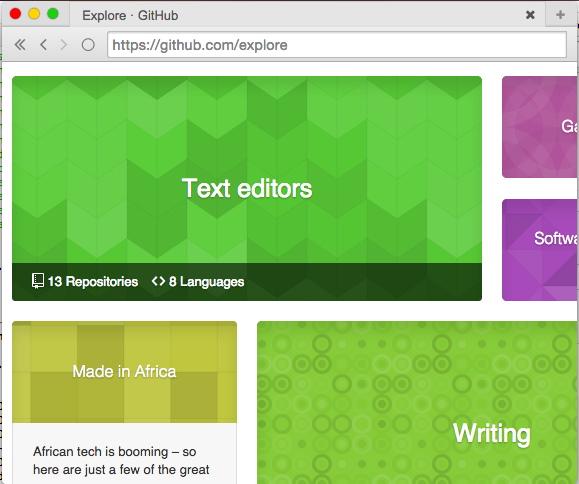 Explore · GitHub
https://github.com/explore
Text editors
13 Repositories 8 Languages
Ga
Softwa
Made in Africa
African tech is booming – so
here are just a few of the great
Writing